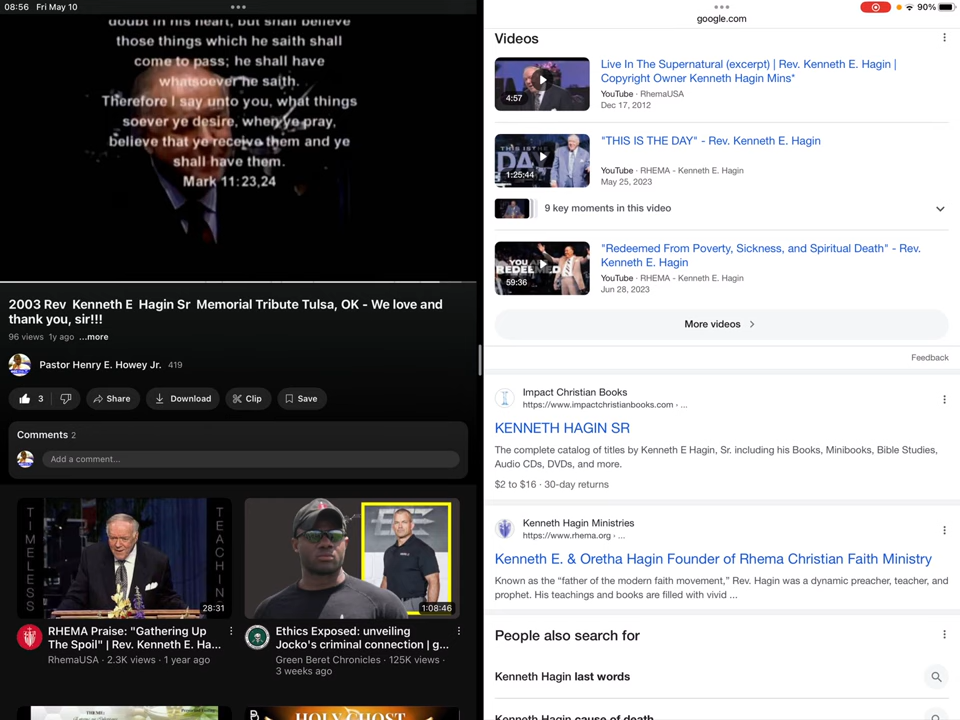 08:56 Fri May 10
doubt in his heart, but shall believe
those things which he saith shall
come to pass; he shall have
whatsoever he saith.
Therefore I say unto you, what things
soever ye desire, when ye pray,
believe that ye receive them and ye
shall have them.
Mark 11:23,24
2003 Rev Kenneth E Hagin Sr Memorial Tribute Tulsa, OK - We love and
thank you, sir!!!
96 views 1y ago ...more
Pastor Henry E. Howey Jr. 419
3 Share Download Clip Save
Comments 2
Add a comment...
TIMELESS
TEACHIN
28:31
RHEMA Praise: "Gathering Up
The Spoil" | Rev. Kenneth E. Ha...
RhemaUSA · 2.3K views · 1 year ago
1:08:46
Ethics Exposed: unveiling
Jocko's criminal connection | g...
Green Beret Chronicles · 125K views ·
3 weeks ago
THEME:
HOLY GHOST
90%
google.com
Videos
4:57
Live In The Supernatural (excerpt) | Rev. Kenneth E. Hagin |
Copyright Owner Kenneth Hagin Mins*
YouTube · RhemaUSA
Dec 17, 2012
THIS IS THE
DAY
1:25:44
"THIS IS THE DAY" - Rev. Kenneth E. Hagin
YouTube · RHEMA - Kenneth E. Hagin
May 25, 2023
9 key moments in this video
YOU
REDEEMED
59:36
"Redeemed From Poverty, Sickness, and Spiritual Death" - Rev.
Kenneth E. Hagin
YouTube · RHEMA - Kenneth E. Hagin
Jun 28, 2023
More videos
Feedback
Impact Christian Books
https://www.impactchristianbooks.com › ...
KENNETH HAGIN SR
The complete catalog of titles by Kenneth E Hagin, Sr. including his Books, Minibooks, Bible Studies,
Audio CDs, DVDs, and more.
$2 to $16 · 30-day returns
Kenneth Hagin Ministries
https://www.rhema.org › ...
Kenneth E. & Oretha Hagin Founder of Rhema Christian Faith Ministry
Known as the “father of the modern faith movement,” Rev. Hagin was a dynamic preacher, teacher, and
prophet. His teachings and books are filled with vivid ...
People also search for
Kenneth Hagin last words
Kenneth Hagin cause of death